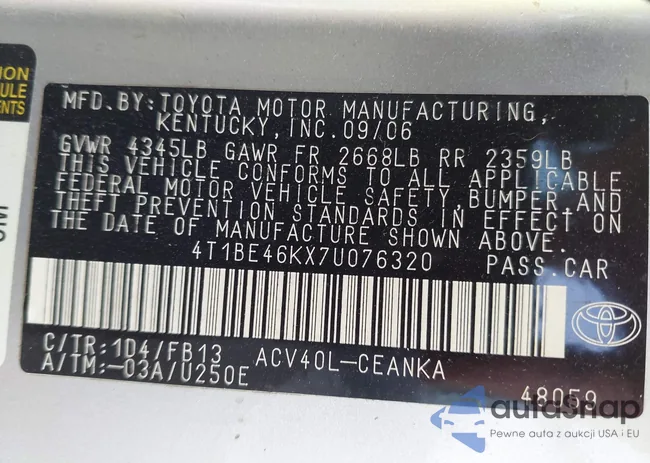 ION
ULE
ENTS
MFD.BY:TOYOTA MOTOR MANUFACTURING,
KENTUCKY,INC.09/06
GVWR 4345LB GAWR FR 2668LB RR 2359LB
THIS VEHICLE CONFORMS TO ALL APPLICABLE
FEDERAL MOTOR VEHICLE SAFETY,BUMPER,AND
THEFT PREVENTION STANDARDS IN EFFECT ON
THE DATE OF MANUFACTURE SHOWN ABOVE.
4T1BE46KX7U076320 PASS.CAR
C/TR:1D4/FB13 ACV40L-CEANKA
A/TM:-03A/U250E 48059
autasnap
Pewne auta z aukcji USA i EU